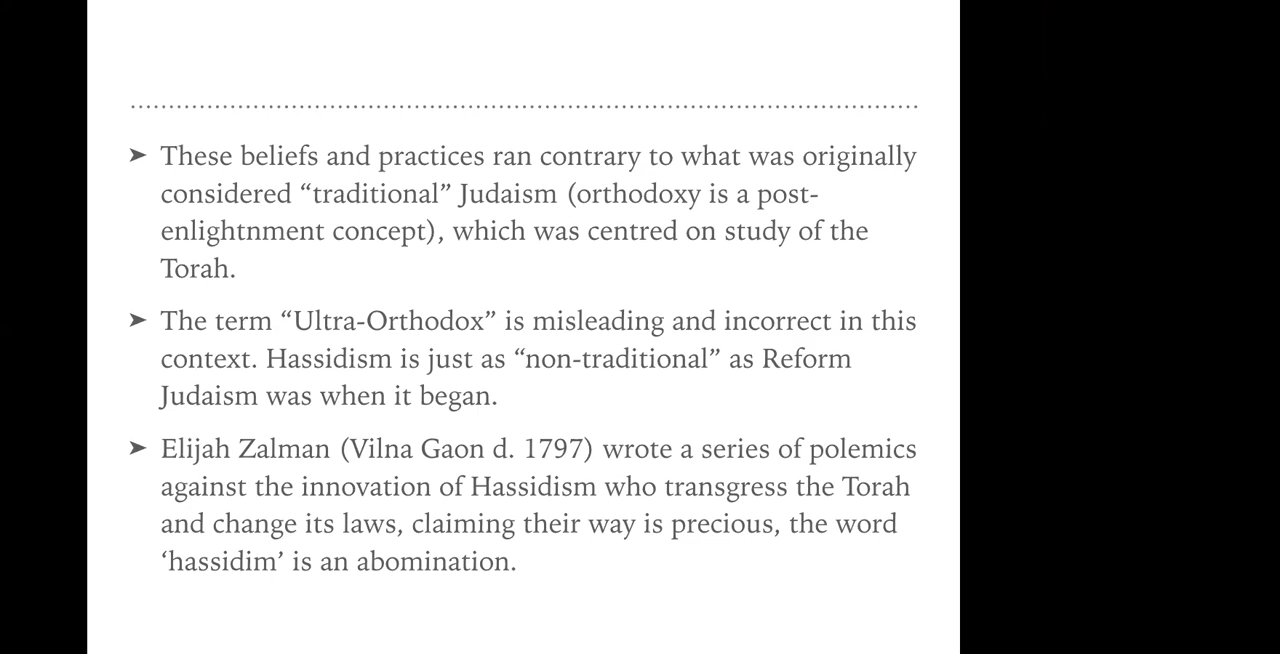 ➤ These beliefs and practices ran contrary to what was originally
considered “traditional” Judaism (orthodoxy is a post-
enlightnment concept), which was centred on study of the
Torah.
➤ The term “Ultra-Orthodox” is misleading and incorrect in this
context. Hassidism is just as “non-traditional” as Reform
Judaism was when it began.
➤ Elijah Zalman (Vilna Gaon d. 1797) wrote a series of polemics
against the innovation of Hassidism who transgress the Torah
and change its laws, claiming their way is precious, the word
‘hassidim’ is an abomination.